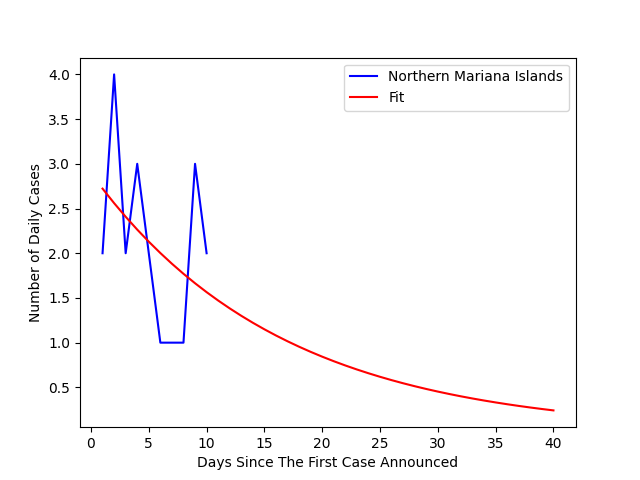 Northern Mariana Islands
Fit
4.0
3.5
3.0
2.5
2.0
1.5
1.0
0.5
Number of Daily Cases
0 5 10 15 20 25 30 35 40
Days Since The First Case Announced